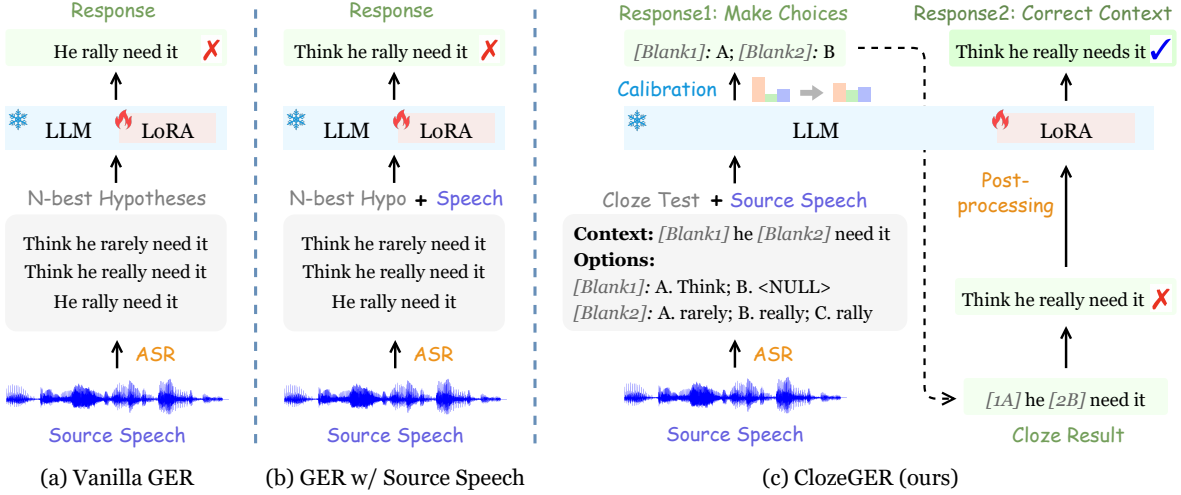 Response
He rally need it ✗
LLM LoRA
N-best Hypotheses
Think he rarely need it
Think he really need it
He rally need it
ASR
Source Speech
(a) Vanilla GER
Response
Think he rally need it ✗
LLM LoRA
N-best Hypo + Speech
Think he rarely need it
Think he really need it
He rally need it
ASR
Source Speech
(b) GER w/ Source Speech
Response1: Make Choices
[Blank1]: A; [Blank2]: B
Calibration
LLM
Cloze Test + Source Speech
Context: [Blank1] he [Blank2] need it
Options:
[Blank1]: A. Think; B. <NULL>
[Blank2]: A. rarely; B. really; C. rally
ASR
Source Speech
Response2: Correct Context
Think he really needs it ✓
LoRA
Post-
processing
Think he really need it ✗
[1A] he [2B] need it
Cloze Result
(c) ClozeGER (ours)